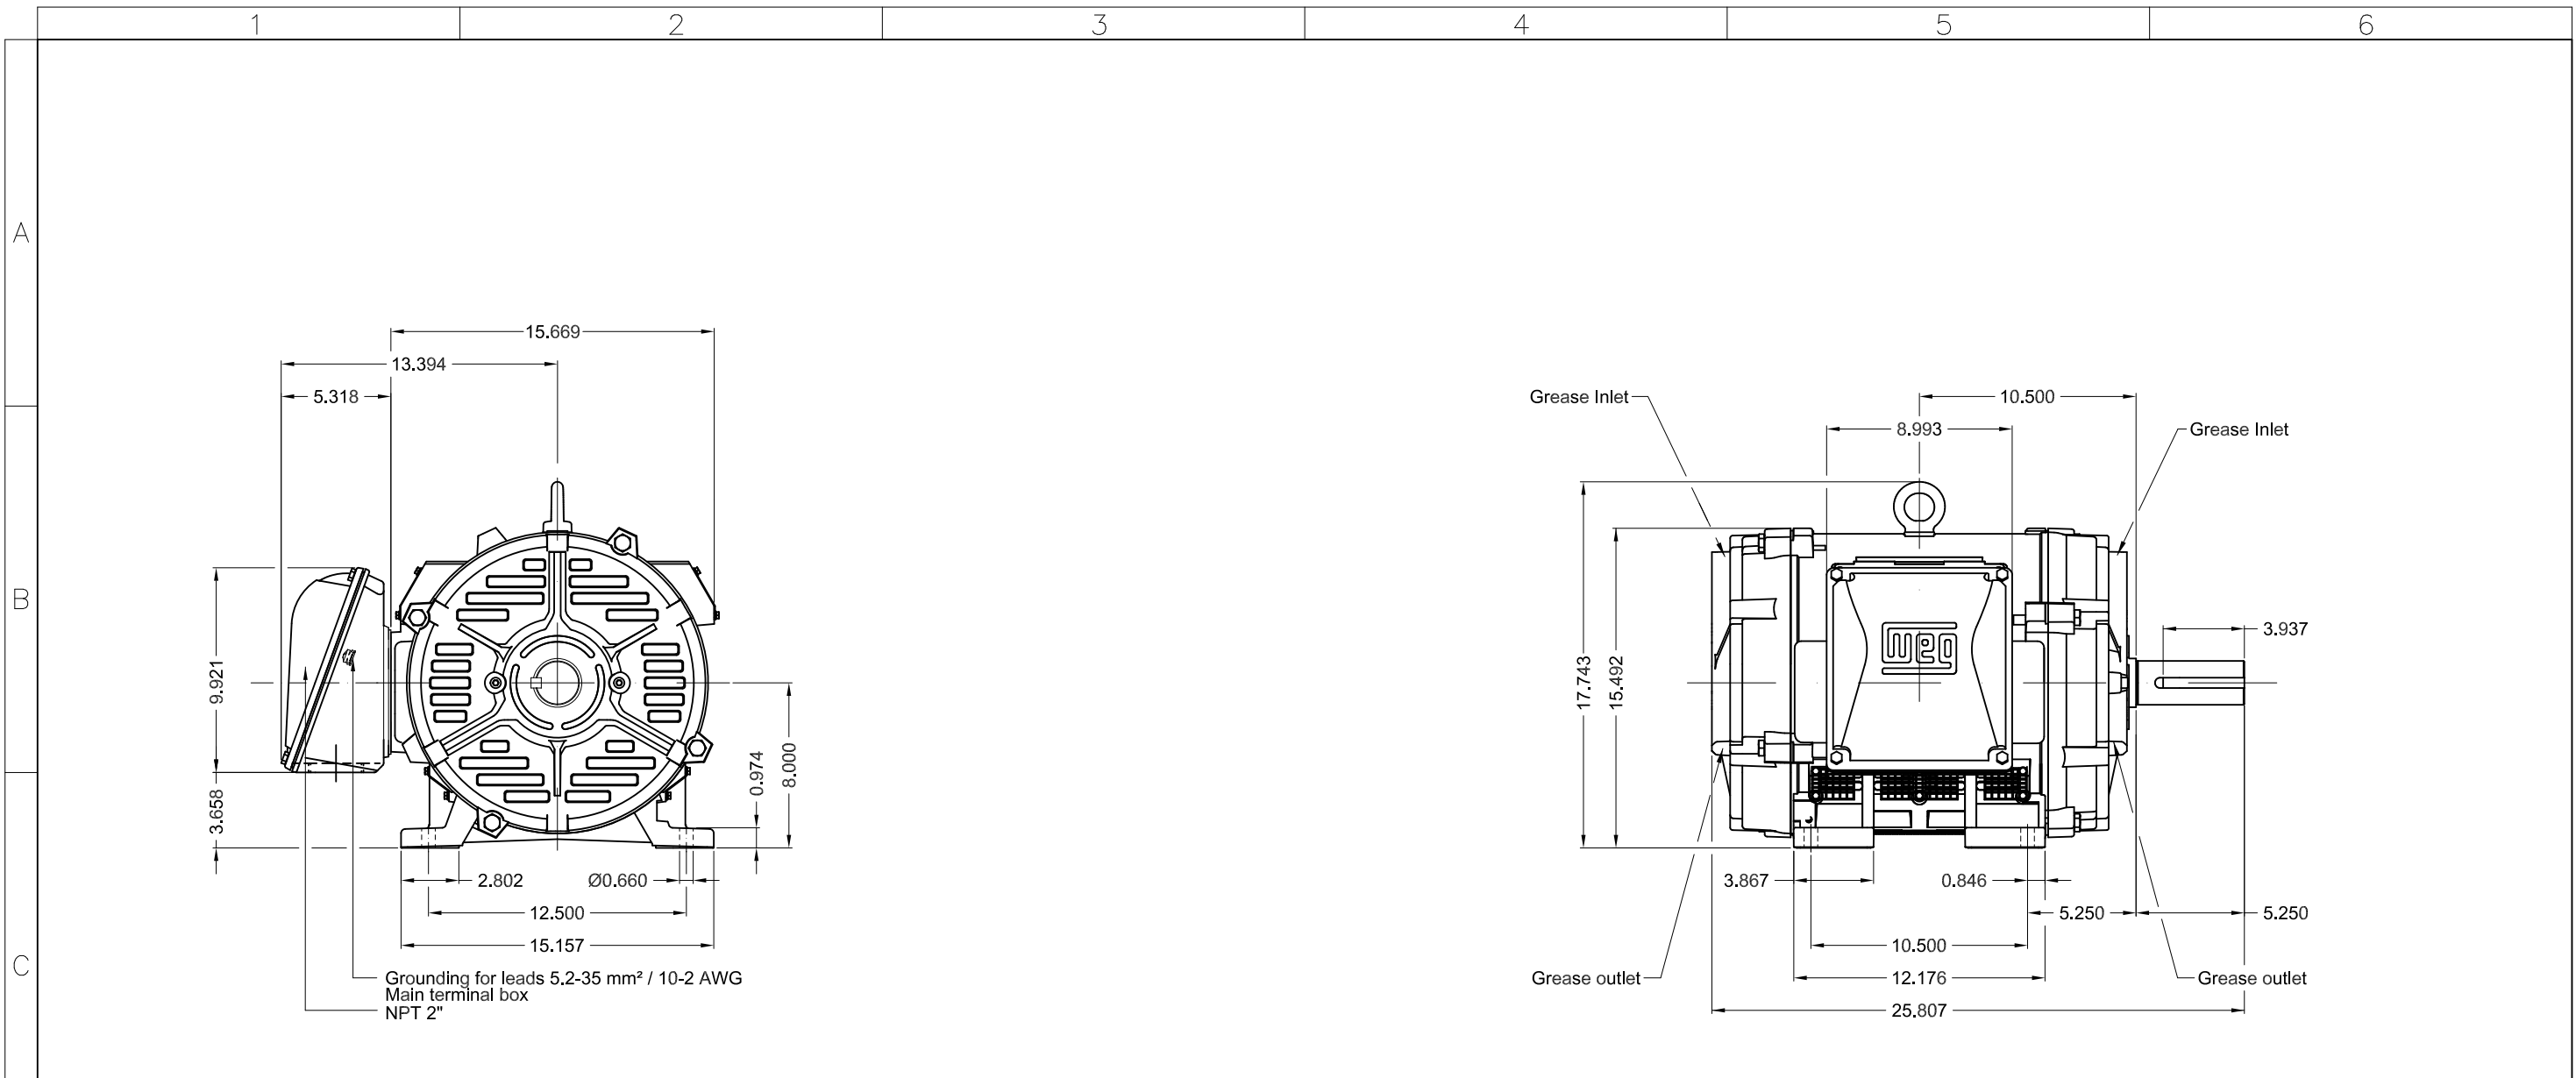 1
2
3
4
5
6
A
B
C
15.669
13.394
5.318
9.921
3.658
0.974
8.000
2.802
Ø0.660
12.500
15.157
Grounding for leads 5.2-35 mm² / 10-2 AWG
Main terminal box
NPT 2"
Grease Inlet
10.500
8.993
Grease Inlet
17.743
15.492
weg
3.937
3.867
0.846
5.250
5.250
10.500
12.176
25.807
Grease outlet
Grease outlet